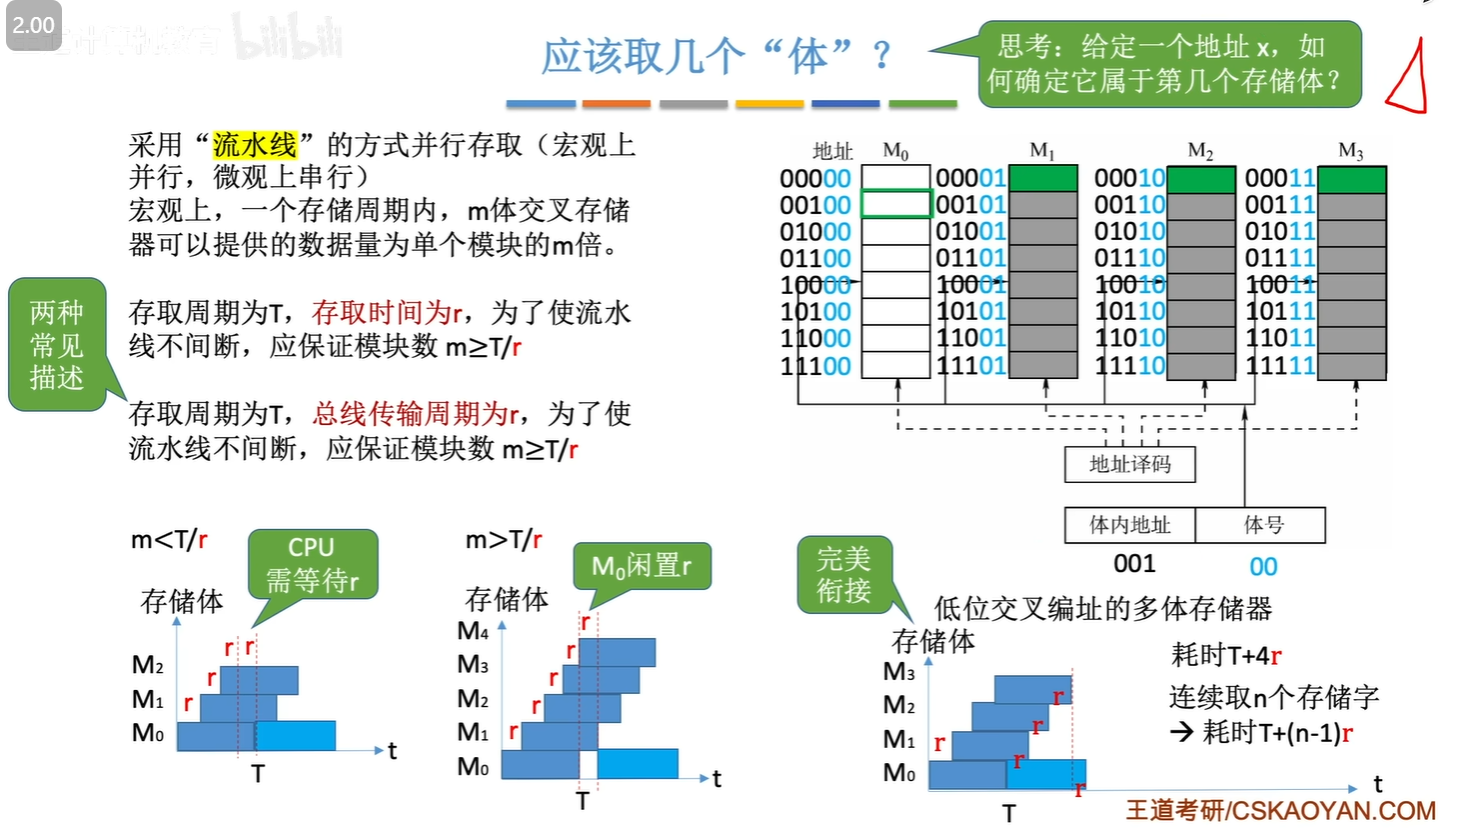 2.00
bilibili
应该取几个“体”？
思考：给定一个地址 x，如
何确定它属于第几个存储体？
采用“流水线”的方式并行存取（宏观上
并行，微观上串行）
宏观上，一个存储周期内，m体交叉存储
器可以提供的数据量为单个模块的m倍。
两种
常见
描述
存取周期为T，存取时间为r，为了使流水
线不间断，应保证模块数 m≥T/r
存取周期为T，总线传输周期为r，为了使
流水线不间断，应保证模块数 m≥T/r
地址 M0 M1 M2 M3
00000 00001 00010 00011
00100 00101 00110 00111
01000 01001 01010 01011
01100 01101 01110 01111
10000 10001 10010 10011
10100 10101 10110 10111
11000 11001 11010 11011
11100 11101 11110 11111
地址译码
体内地址 体号
001 00
低位交叉编址的多体存储器
m<T/r
CPU
需等待r
存储体
r r
r
r
M2
M1
M0
t
T
m>T/r
M0闲置r
存储体
r
r
r
r
r
M4
M3
M2
M1
M0
t
T
完美
衔接
存储体
M3
M2
M1
M0
r
r
r
r
r
t
T
耗时T+4r
连续取n个存储字
→ 耗时T+(n-1)r
王道考研/CSKAOYAN.COM